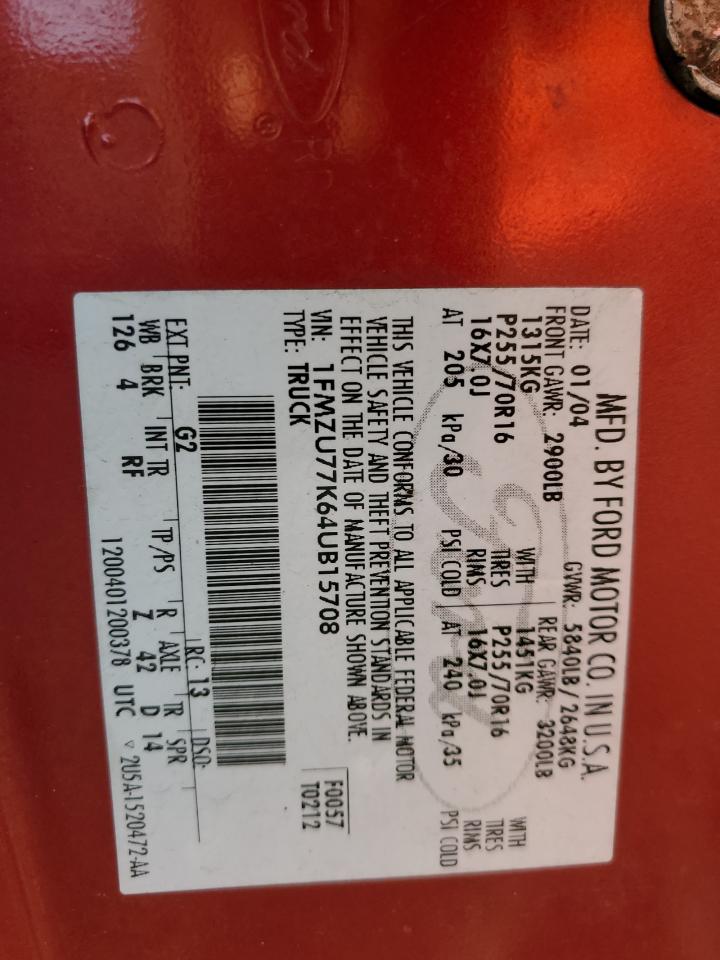 MFD. BY FORD MOTOR CO. IN U.S.A.
DATE: 01/04 GVWR: 5840LB / 2648KG
FRONT GAWR: 2900LB REAR GAWR: 3200LB
1315KG WITH 1451KG WITH
P255/70R16 TIRES P255/70R16 TIRES
16X7.0J RIMS 16X7.0J RIMS
AT 205 kPa/30 PSI COLD AT 240 kPa/35 PSI COLD
THIS VEHICLE CONFORMS TO ALL APPLICABLE FEDERAL MOTOR
VEHICLE SAFETY AND THEFT PREVENTION STANDARDS IN
EFFECT ON THE DATE OF MANUFACTURE SHOWN ABOVE.
VIN: 1FMZU77K64UB15708 F0057
TYPE: TRUCK T0212
EXT PNT: G2 RC: 13 DSO:
WB BRK INT TR TP/PS R AXLE TR SPR
126 4 RF Z 42 D 14
1200401200378 UTC ▽ 2U5A-1520472-AA
Ford